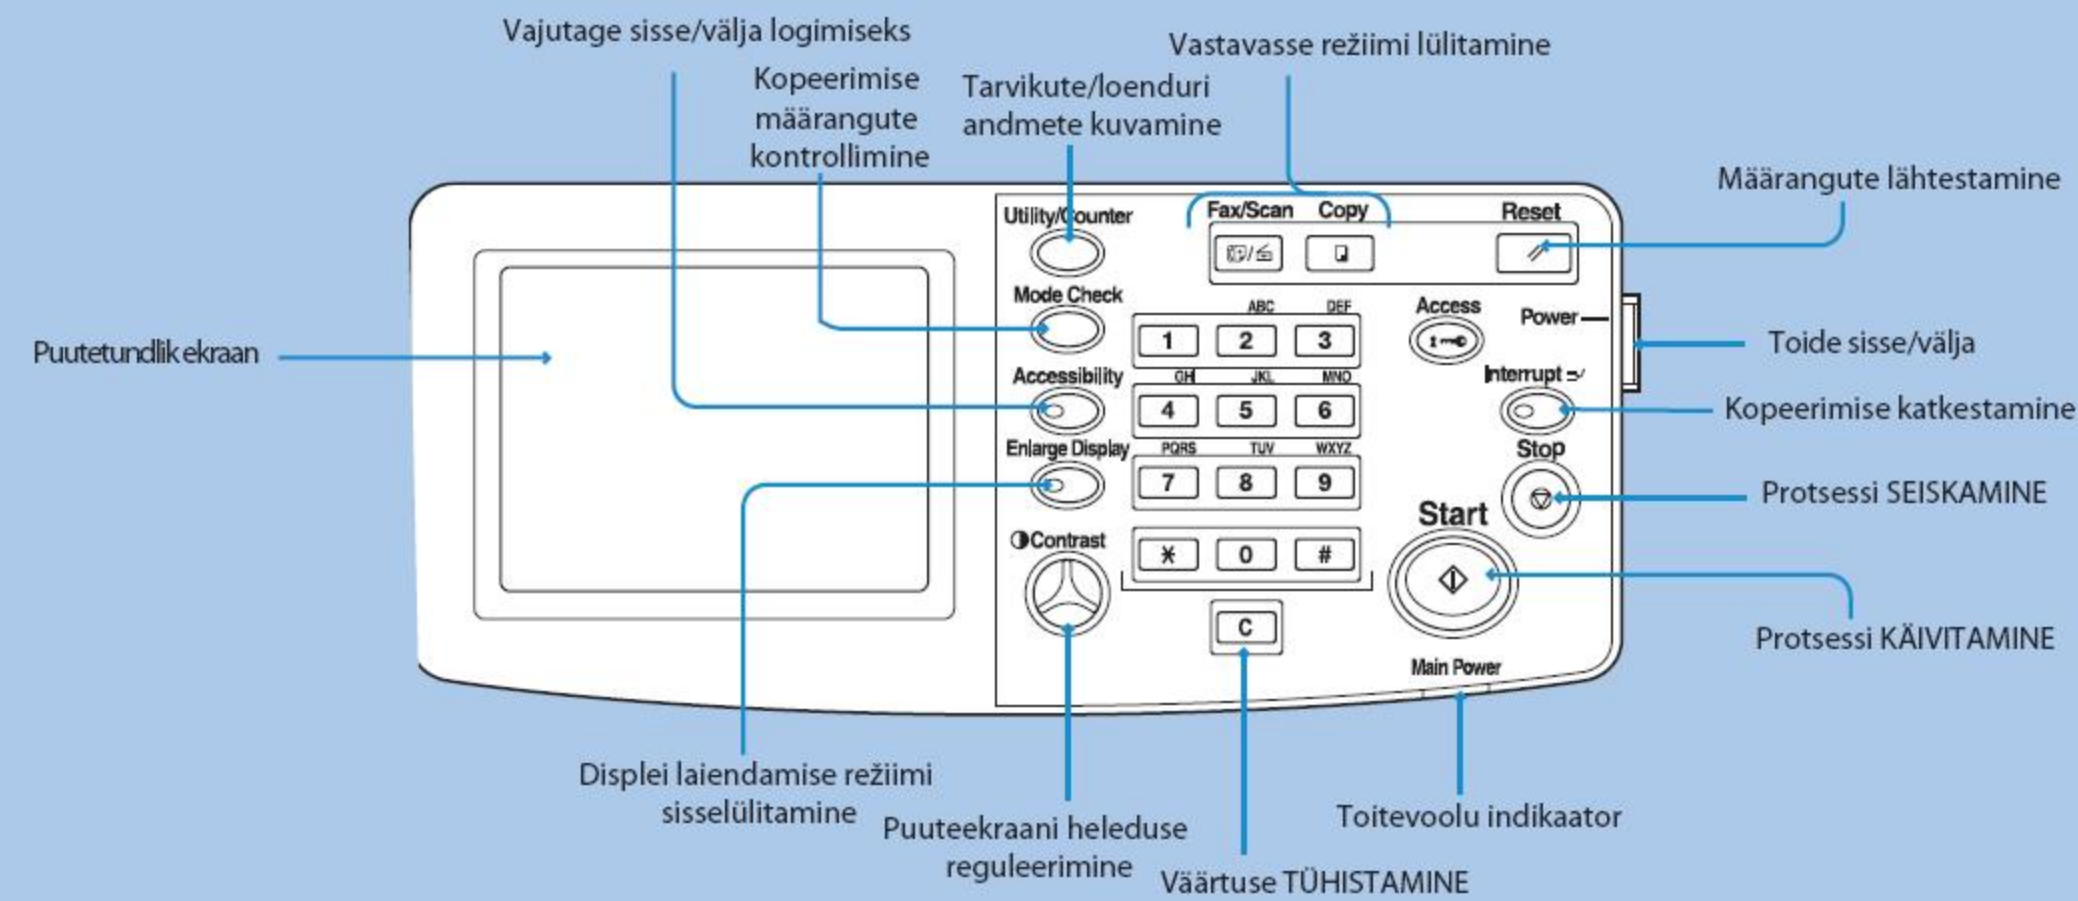 Vajutage sisse/välja logimiseks
Vastavasse režiimi lülitamine
Kopeerimise
määrangute
kontrollimine
Tarvikute/loenduri
andmete kuvamine
Määrangute lähtestamine
Utility/Counter
Fax/Scan
Copy
Reset
Mode Check
ABC
DEF
Access
Power
1
2
3
Puutetundlik ekraan
Toide sisse/välja
Accessibility
GHI
JKL
MNO
Interrupt
4
5
6
Kopeerimise katkestamine
Enlarge Display
PQRS
TUV
WXYZ
Stop
7
8
9
Protsessi SEISKAMINE
Start
Contrast
*
0
#
C
Protsessi KÄIVITAMINE
Main Power
Displei laiendamise režiimi
sisselülitamine
Puuteekraani heleduse
reguleerimine
Toitevoolu indikaator
Väärtuse TÜHISTAMINE